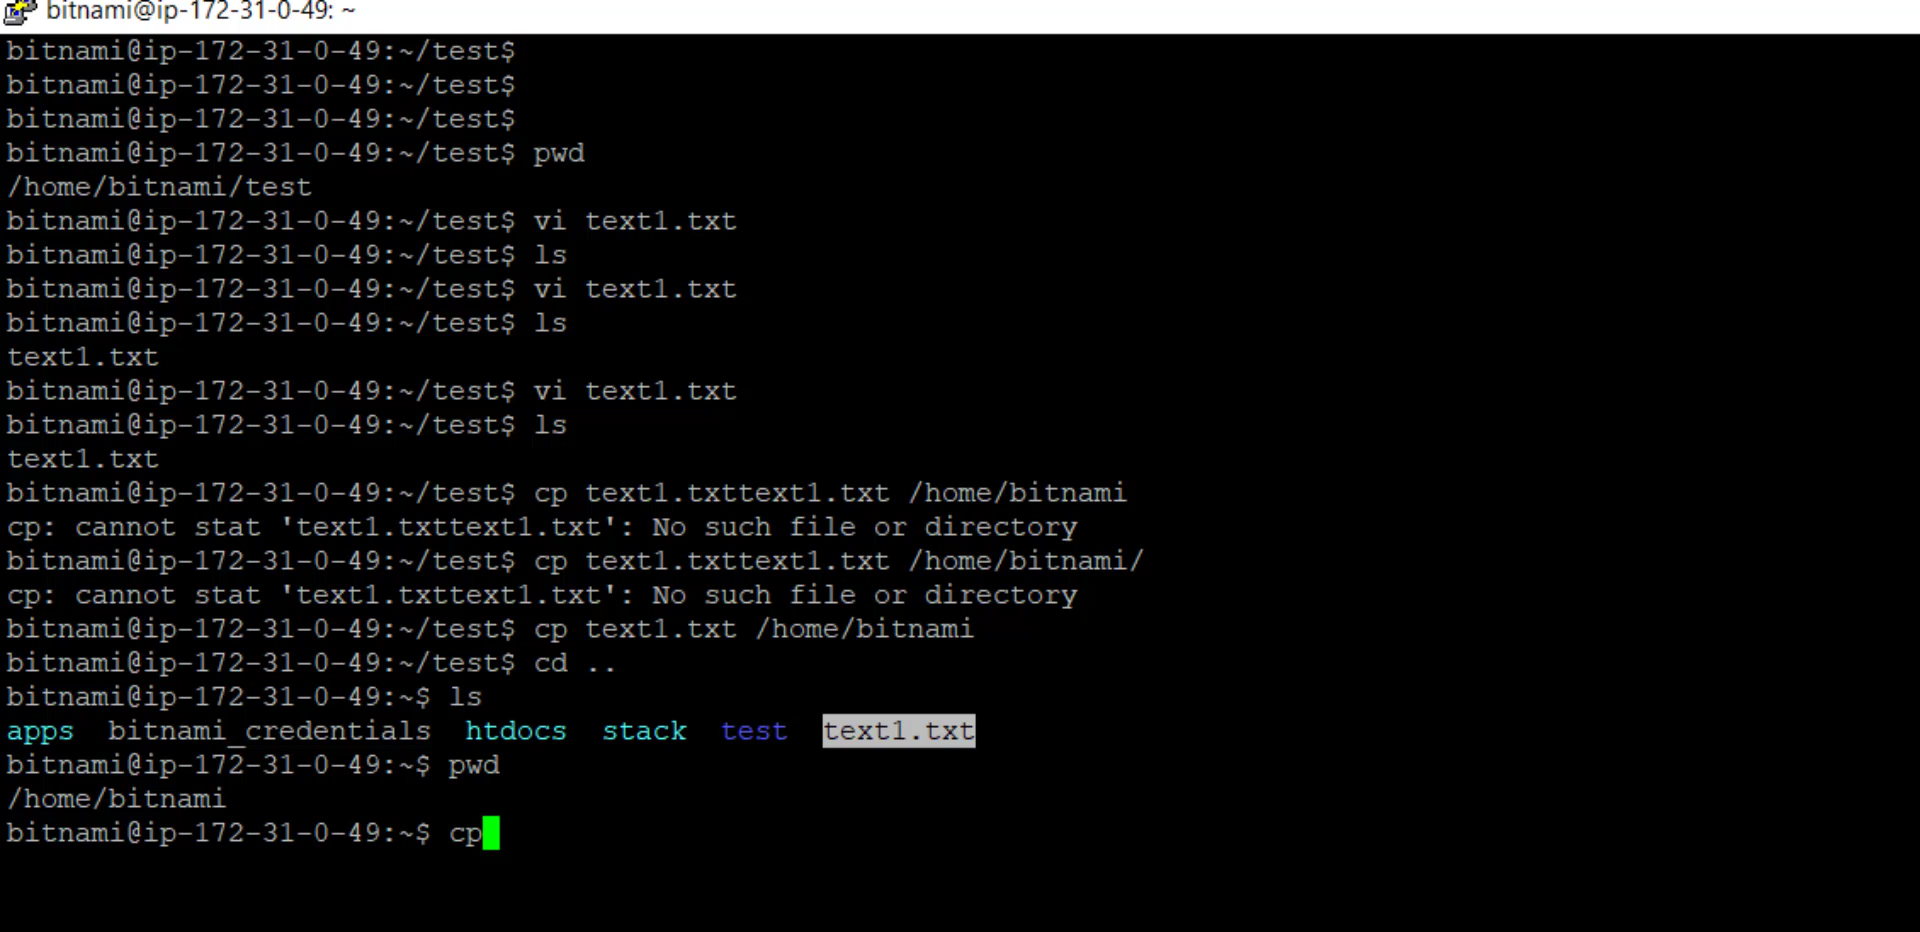 bitnami@ip-172-31-0-49: ~
bitnami@ip-172-31-0-49:~/test$
bitnami@ip-172-31-0-49:~/test$
bitnami@ip-172-31-0-49:~/test$
bitnami@ip-172-31-0-49:~/test$ pwd
/home/bitnami/test
bitnami@ip-172-31-0-49:~/test$ vi text1.txt
bitnami@ip-172-31-0-49:~/test$ ls
bitnami@ip-172-31-0-49:~/test$ vi text1.txt
bitnami@ip-172-31-0-49:~/test$ ls
text1.txt
bitnami@ip-172-31-0-49:~/test$ vi text1.txt
bitnami@ip-172-31-0-49:~/test$ ls
text1.txt
bitnami@ip-172-31-0-49:~/test$ cp text1.txttext1.txt /home/bitnami
cp: cannot stat 'text1.txttext1.txt': No such file or directory
bitnami@ip-172-31-0-49:~/test$ cp text1.txttext1.txt /home/bitnami/
cp: cannot stat 'text1.txttext1.txt': No such file or directory
bitnami@ip-172-31-0-49:~/test$ cp text1.txt /home/bitnami
bitnami@ip-172-31-0-49:~/test$ cd ..
bitnami@ip-172-31-0-49:~$ ls
apps  bitnami_credentials  htdocs  stack  test  text1.txt
bitnami@ip-172-31-0-49:~$ pwd
/home/bitnami
bitnami@ip-172-31-0-49:~$ cp